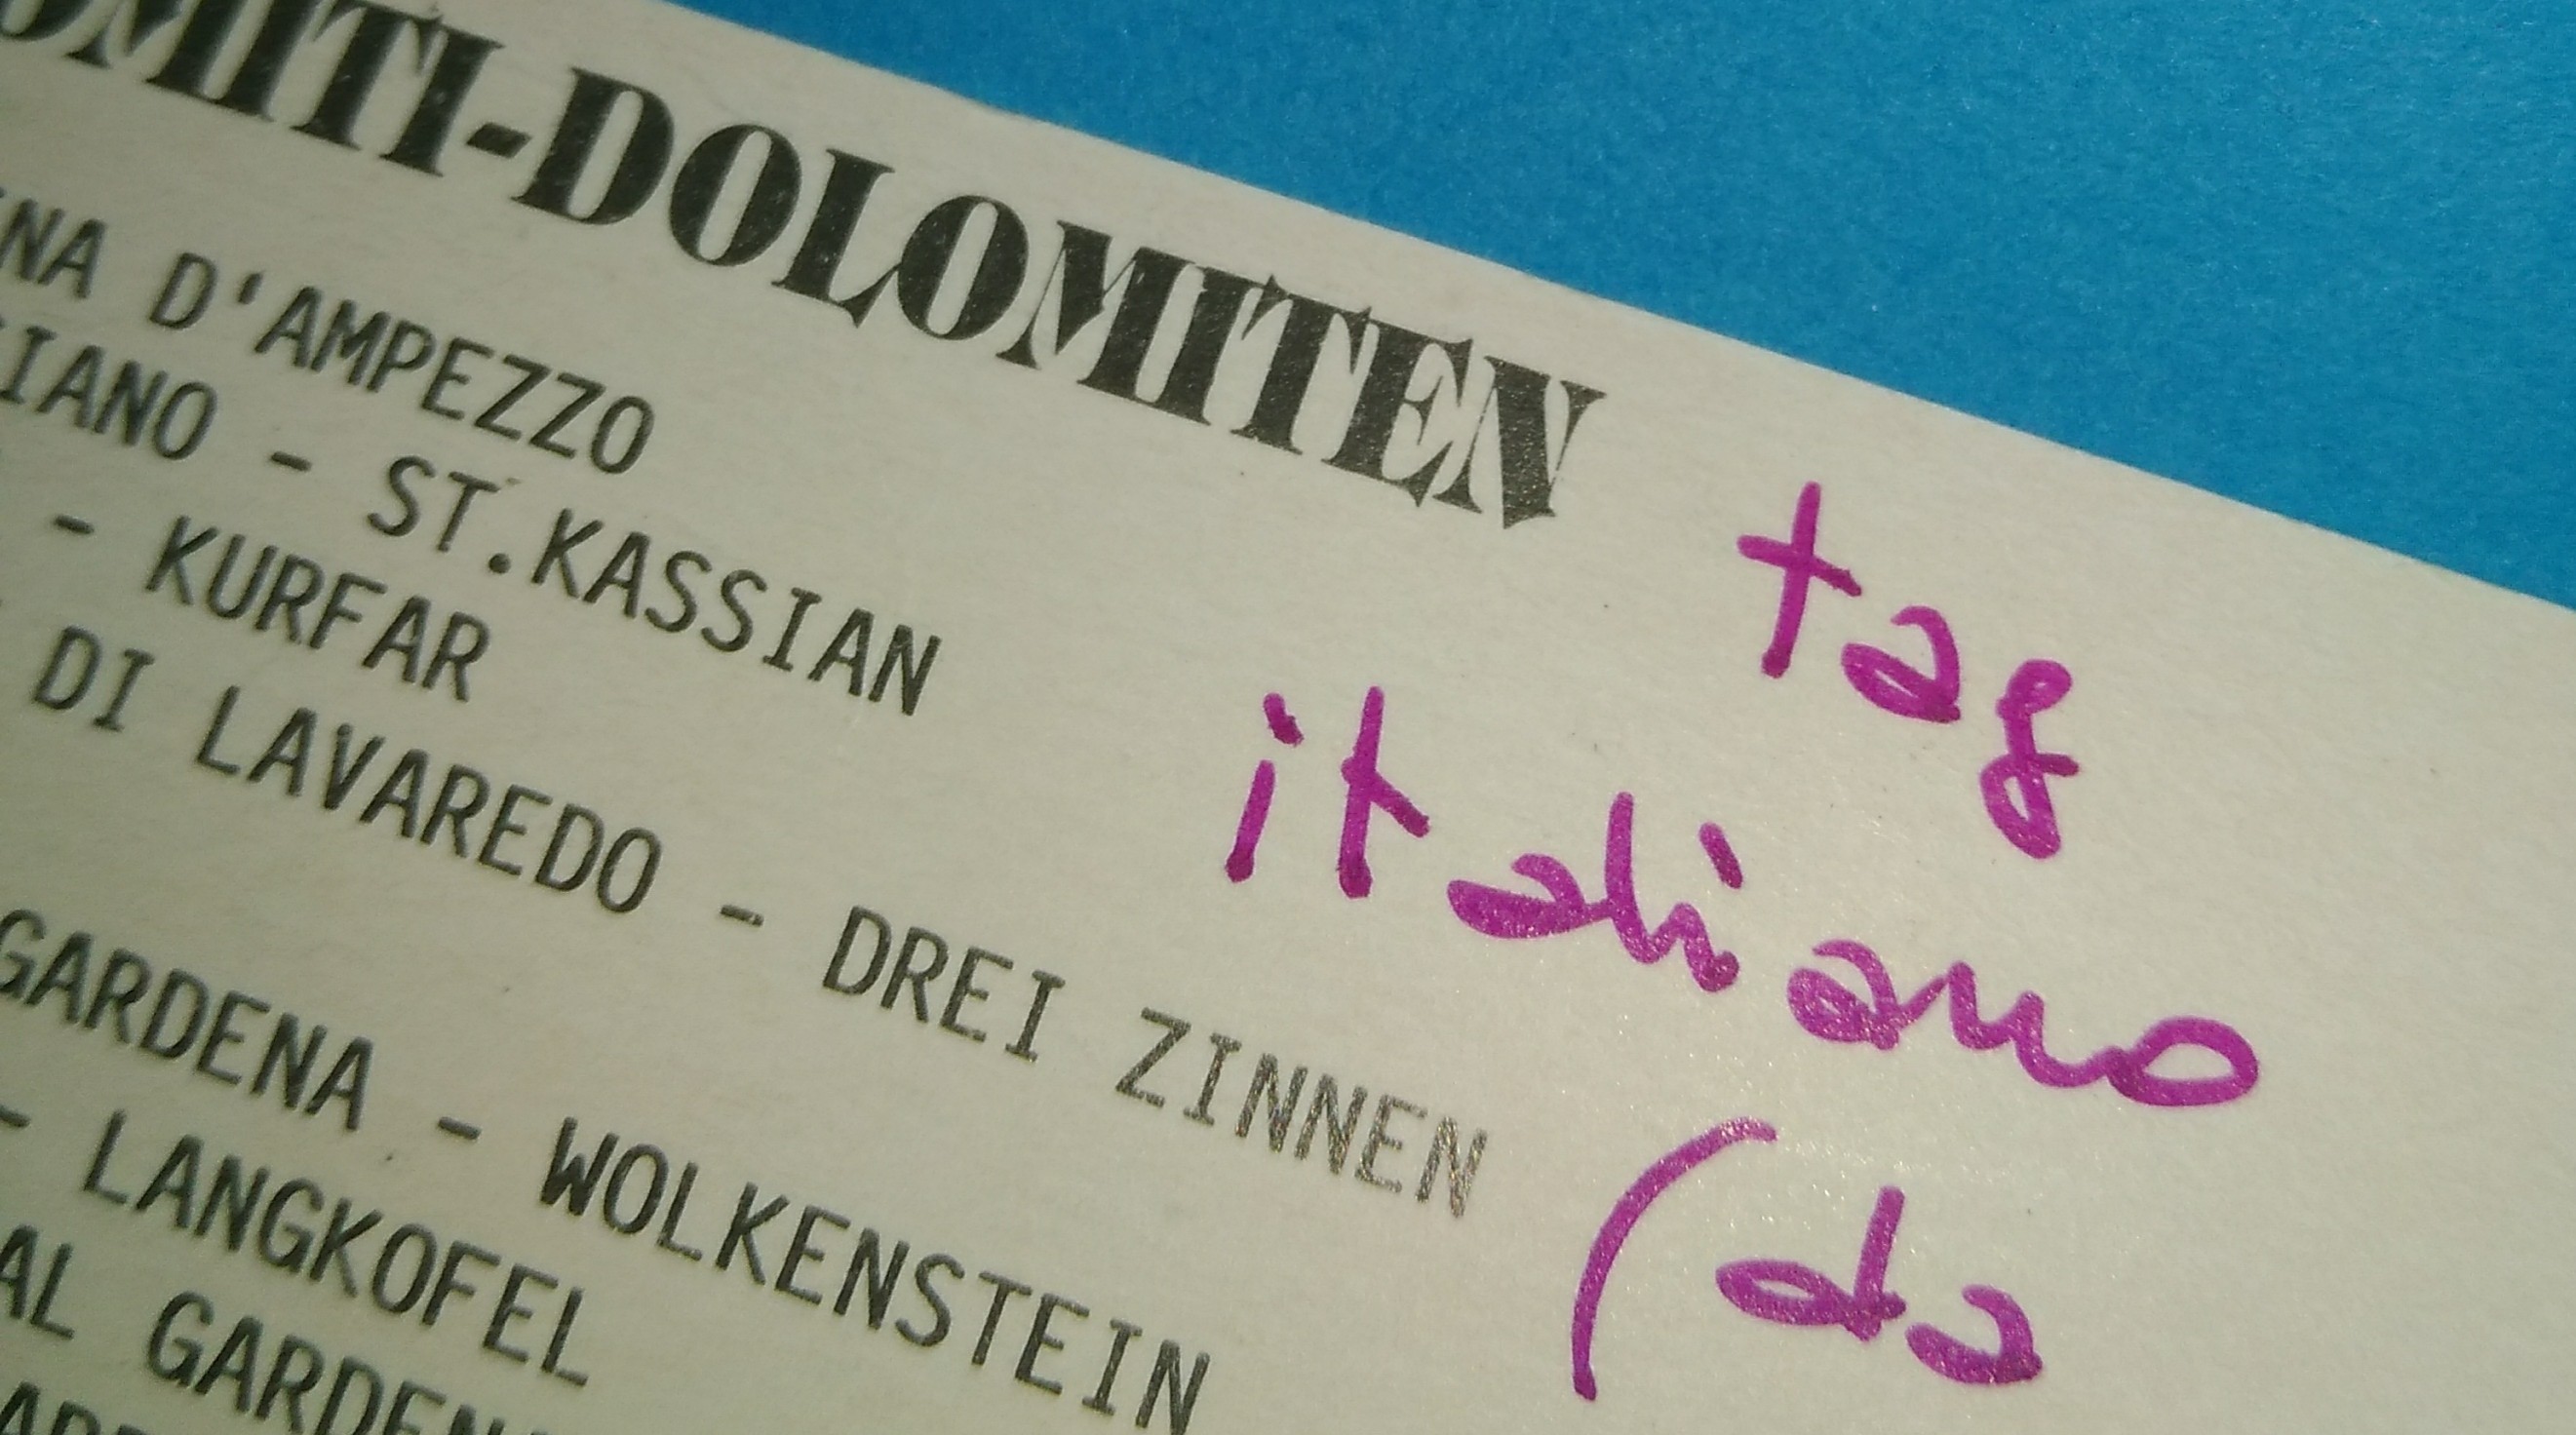 OMITI-DOLOMITEN
NA D'AMPEZZO
IANO - ST.KASSIAN
- KURFAR
DI LAVAREDO - DREI ZINNEN
GARDENA - WOLKENSTEIN
- LANGKOFEL
AL GARDEN
tag
italiano
(da